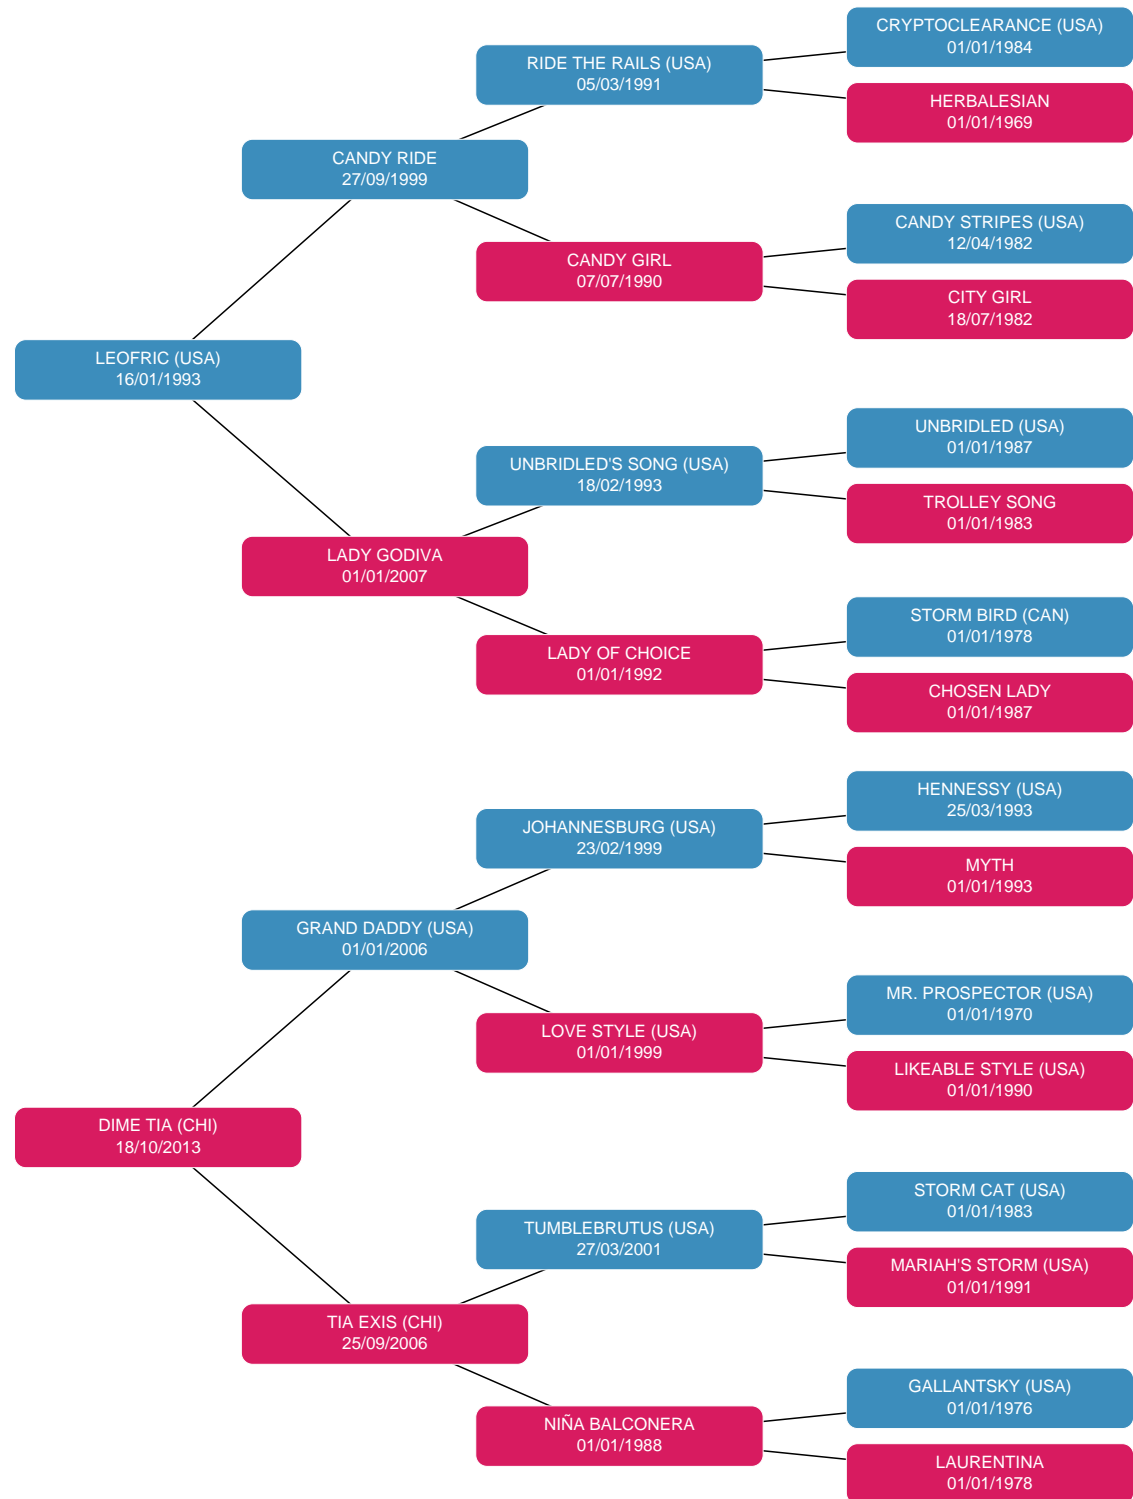 CRYPTOCLEARANCE (USA)
01/01/1984
RIDE THE RAILS (USA)
05/03/1991
HERBALESIAN
01/01/1969
CANDY RIDE
27/09/1999
CANDY STRIPES (USA)
12/04/1982
CANDY GIRL
07/07/1990
CITY GIRL
18/07/1982
LEOFRIC (USA)
16/01/1993
UNBRIDLED (USA)
01/01/1987
UNBRIDLED'S SONG (USA)
18/02/1993
TROLLEY SONG
01/01/1983
LADY GODIVA
01/01/2007
STORM BIRD (CAN)
01/01/1978
LADY OF CHOICE
01/01/1992
CHOSEN LADY
01/01/1987
HENNESSY (USA)
25/03/1993
JOHANNESBURG (USA)
23/02/1999
MYTH
01/01/1993
GRAND DADDY (USA)
01/01/2006
MR. PROSPECTOR (USA)
01/01/1970
LOVE STYLE (USA)
01/01/1999
LIKEABLE STYLE (USA)
01/01/1990
DIME TIA (CHI)
18/10/2013
STORM CAT (USA)
01/01/1983
TUMBLEBRUTUS (USA)
27/03/2001
MARIAH'S STORM (USA)
01/01/1991
TIA EXIS (CHI)
25/09/2006
GALLANTSKY (USA)
01/01/1976
NIÑA BALCONERA
01/01/1988
LAURENTINA
01/01/1978